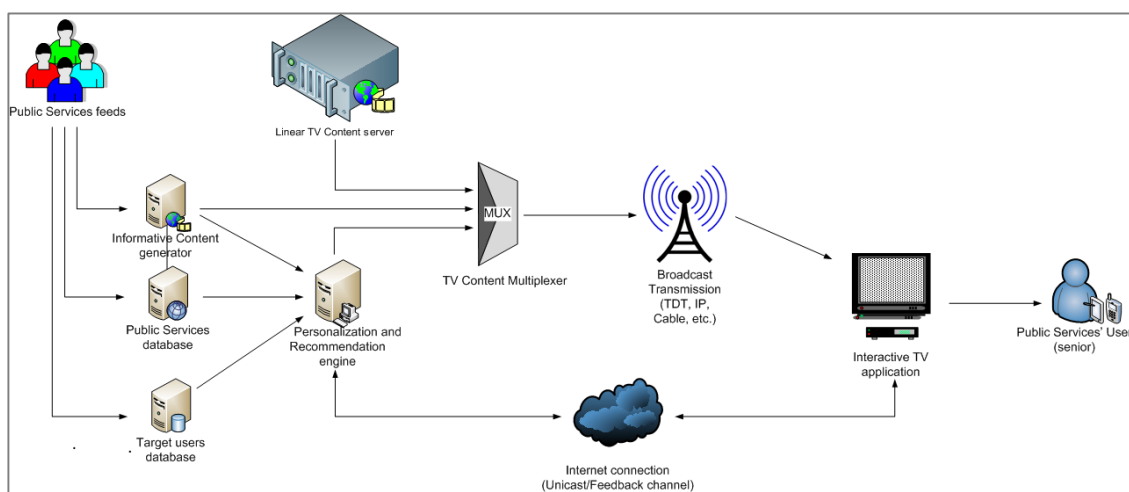 Public Services feeds
Linear TV Content server
MUX
Informative Content
generator
TV Content Multiplexer
Broadcast
Transmission
(TDT, IP,
Cable, etc.)
Public Services
database
Personalization and
Recommendation
engine
Interactive TV
application
Public Services' User
(senior)
Target users
database
Internet connection
(Unicast/Feedback channel)